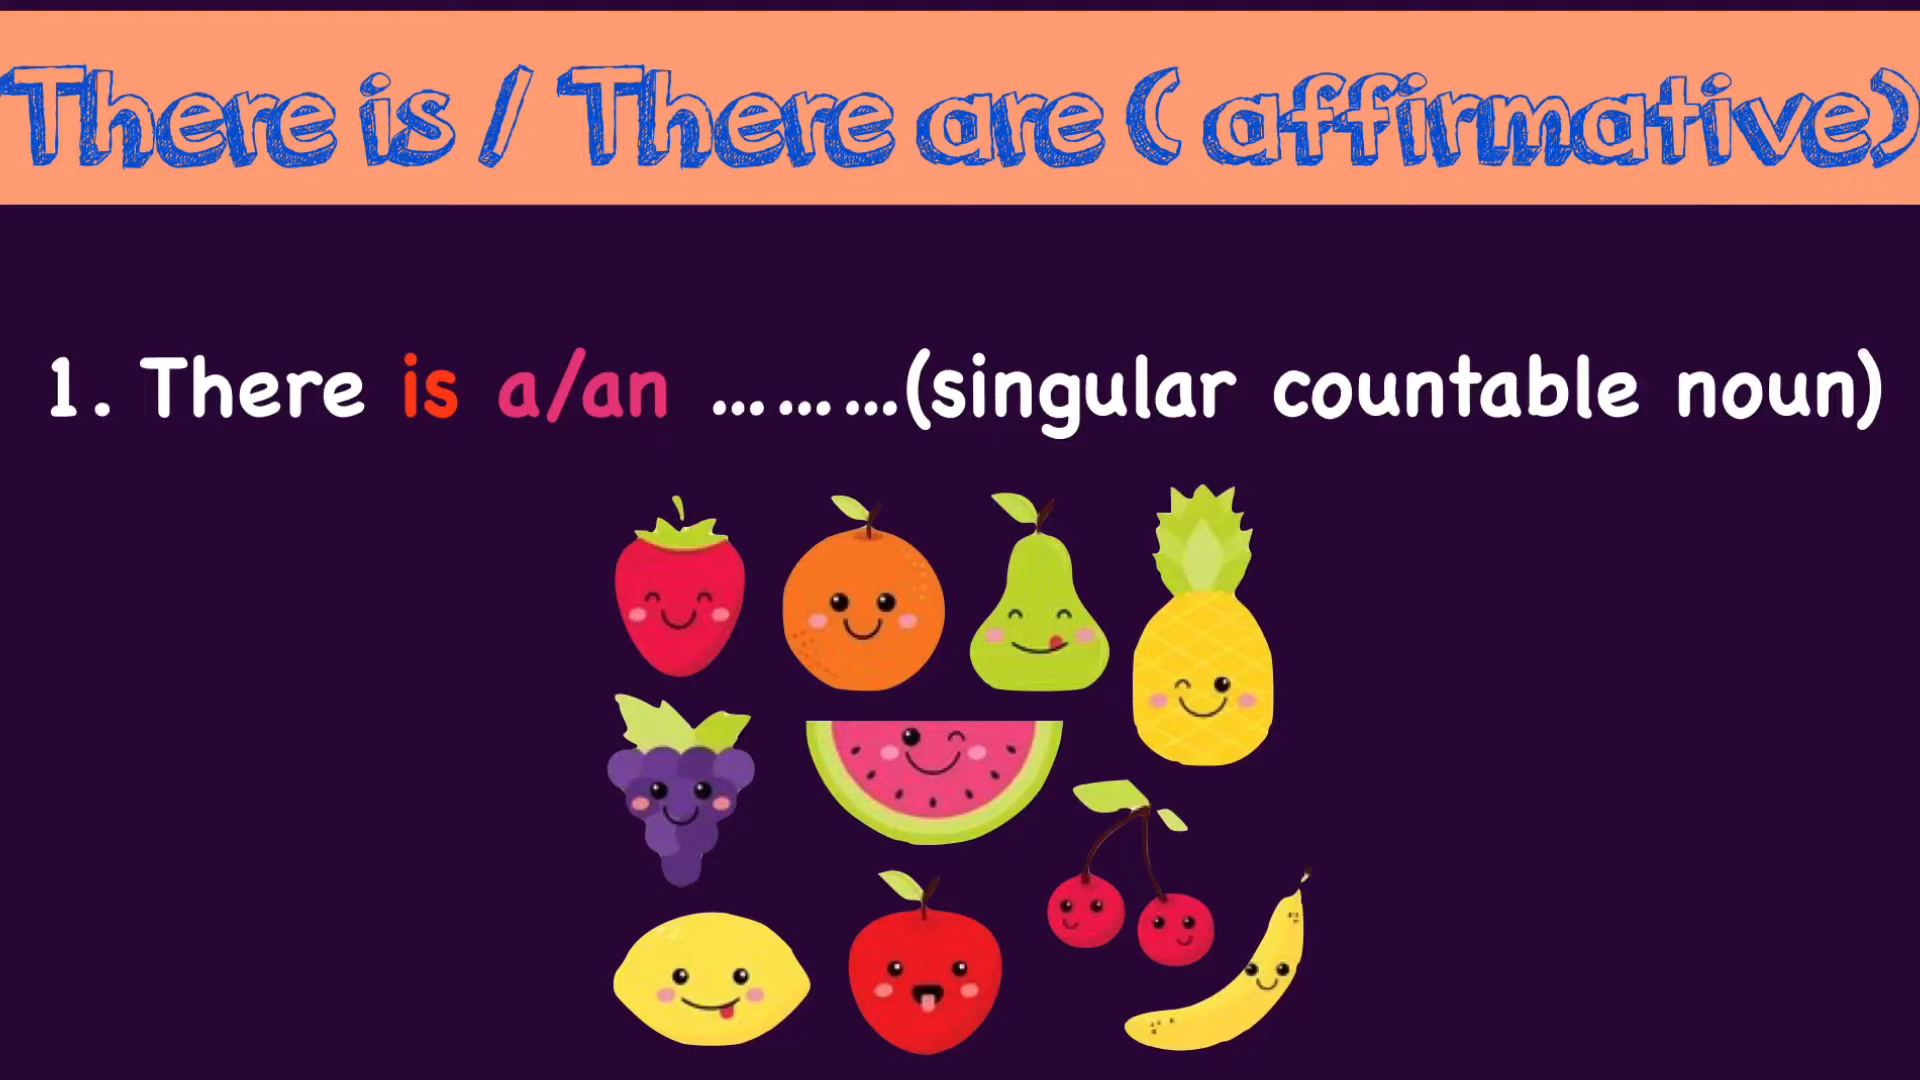 There is / There are ( affirmative)
1. There is a/an ………(singular countable noun)